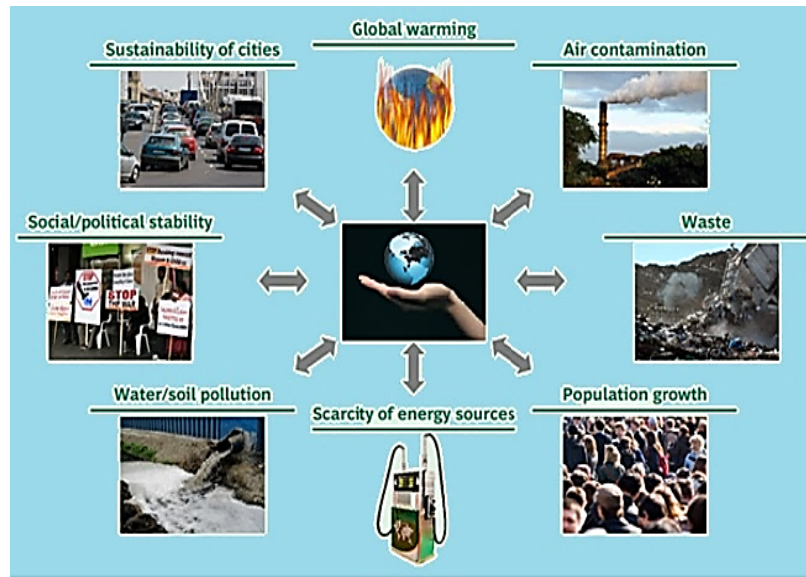 Global warming
Sustainability of cities
Air contamination
Social/political stability
Waste
STOP
Water/soil pollution
Scarcity of energy sources
Population growth